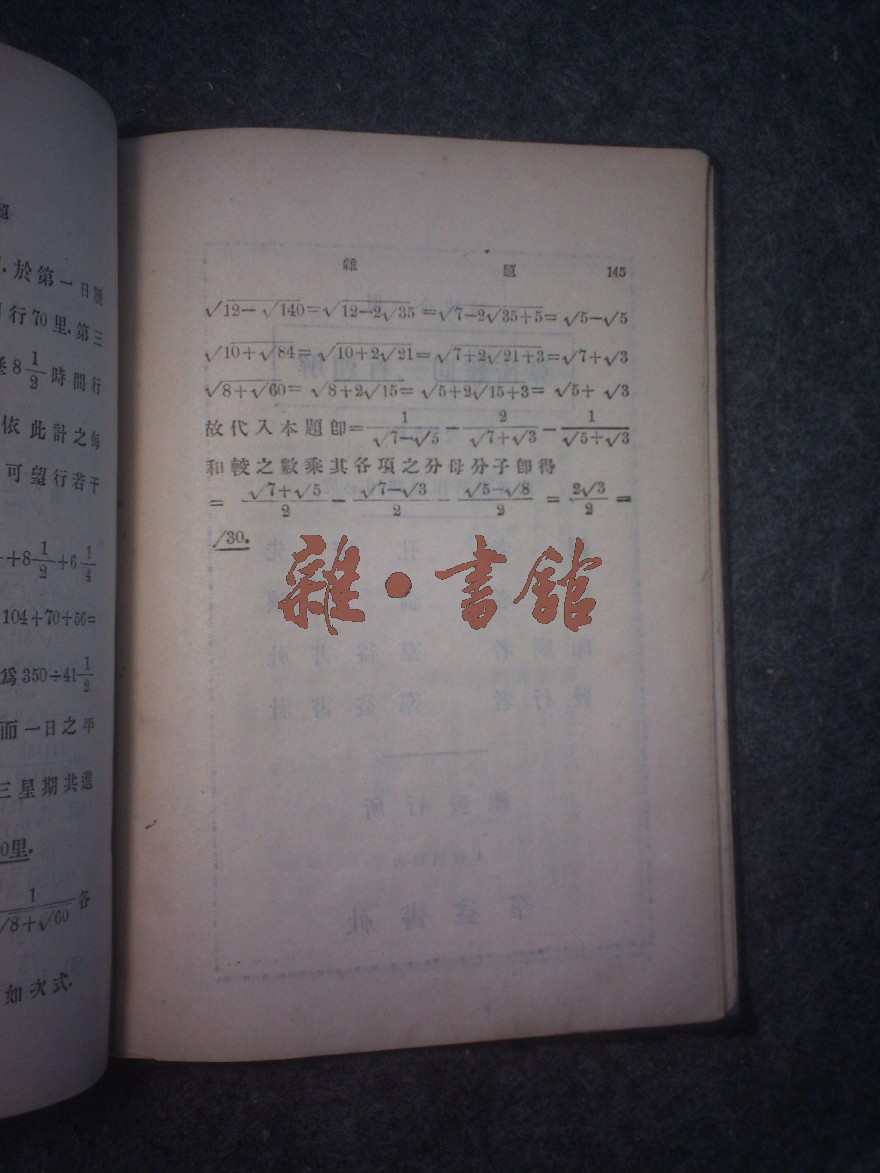 題
於第一日
行70里.第三
8 1/2 時間行
依此計之每
可望行若干
+8 1/2 +6 1/4
104+70+56=
爲350÷41 1/2
而一日之平
三星期共進
0里.
1/√8+√60 各
如次式.
雜 題 145
√12-√140=√12-2√35=√7-2√35+5=√5-√5
√10+√84=√10+2√21=√7+2√21+3=√7+√3
√8+√60=√8+2√15=√5+2√15+3=√5+√3
故代入本題卽=1/√7-√5 - 2/√7+√3 - 1/√5+√3
和較之數乘其各項之分母分子卽得
= √7+√5/2 - √7-√3/2 - √5-√8/2 = 2√3/2 =
√30.
雜·書館